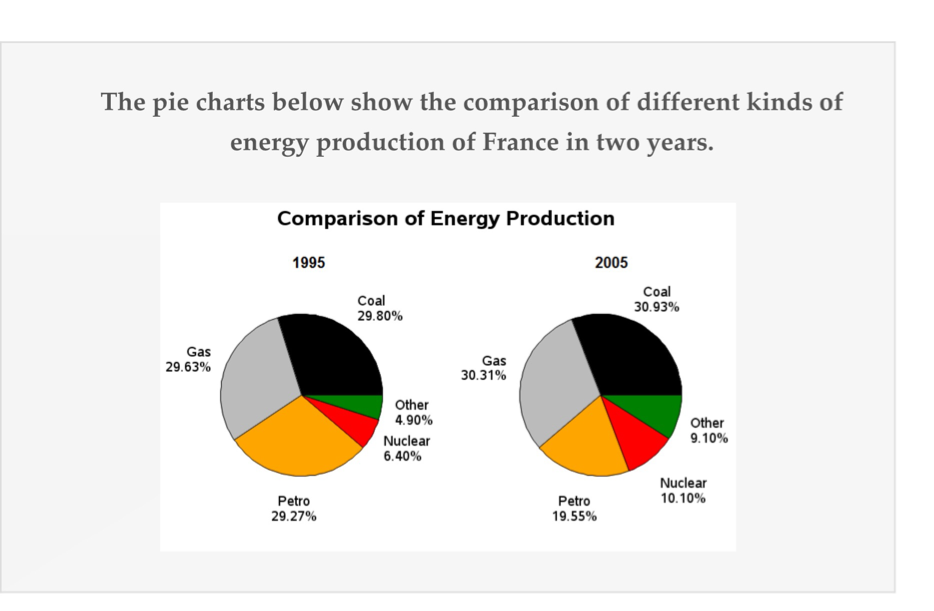 The pie charts below show the comparison of different kinds of
energy production of France in two years.
Comparison of Energy Production
1995
Coal
29.80%
Gas
29.63%
Other
4.90%
Nuclear
6.40%
Petro
29.27%
2005
Coal
30.93%
Gas
30.31%
Other
9.10%
Nuclear
10.10%
Petro
19.55%